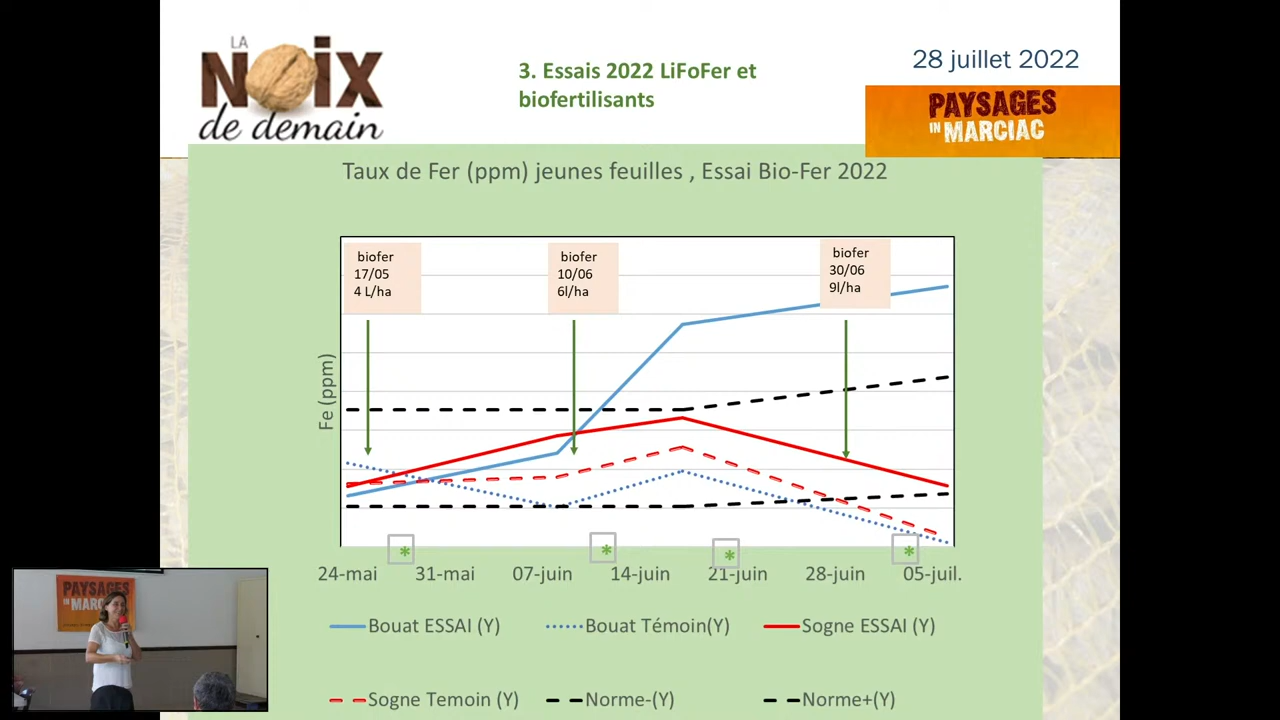 LA
NOIX
de demain
3. Essais 2022 LiFoFer et
biofertilisants
28 juillet 2022
PAYSAGES
IN MARCIAC
Taux de Fer (ppm) jeunes feuilles , Essai Bio-Fer 2022
biofer
17/05
4 L/ha
biofer
10/06
6l/ha
biofer
30/06
9l/ha
Fe (ppm)
* * * *
24-mai 31-mai 07-juin 14-juin 21-juin 28-juin 05-juil.
Bouat ESSAI (Y) Bouat Témoin(Y) Sogne ESSAI (Y)
Sogne Temoin (Y) Norme-(Y) Norme+(Y)
PAYSAGES
IN MARC